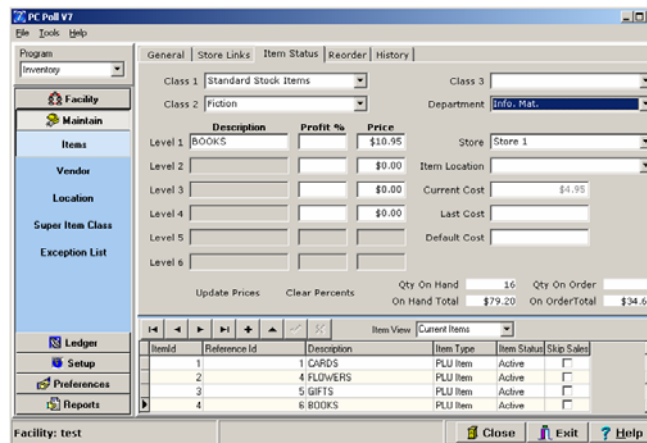 PC Poll V7
File Tools Help
Program
Inventory
Facility
Maintain
Items
Vendor
Location
Super Item Class
Exception List
Ledger
Setup
Preferences
Reports
General Store Links Item Status Reorder History
Class 1 Standard Stock Items Class 3
Class 2 Fiction Department Info. Mat.
Description Profit % Price
Level 1 BOOKS $10.95 Store Store 1
Level 2 $0.00 Item Location
Level 3 $0.00 Current Cost $4.95
Level 4 $0.00 Last Cost
Level 5 Default Cost
Level 6
Update Prices Clear Percents Qty On Hand 16 Qty On Order
On Hand Total $79.20 On OrderTotal $34.6
Item View Current Items
ItemId Reference Id Description Item Type Item Status Skip Sales
1 1 CARDS PLU Item Active
2 4 FLOWERS PLU Item Active
3 5 GIFTS PLU Item Active
4 6 BOOKS PLU Item Active
Facility: test Close Exit Help